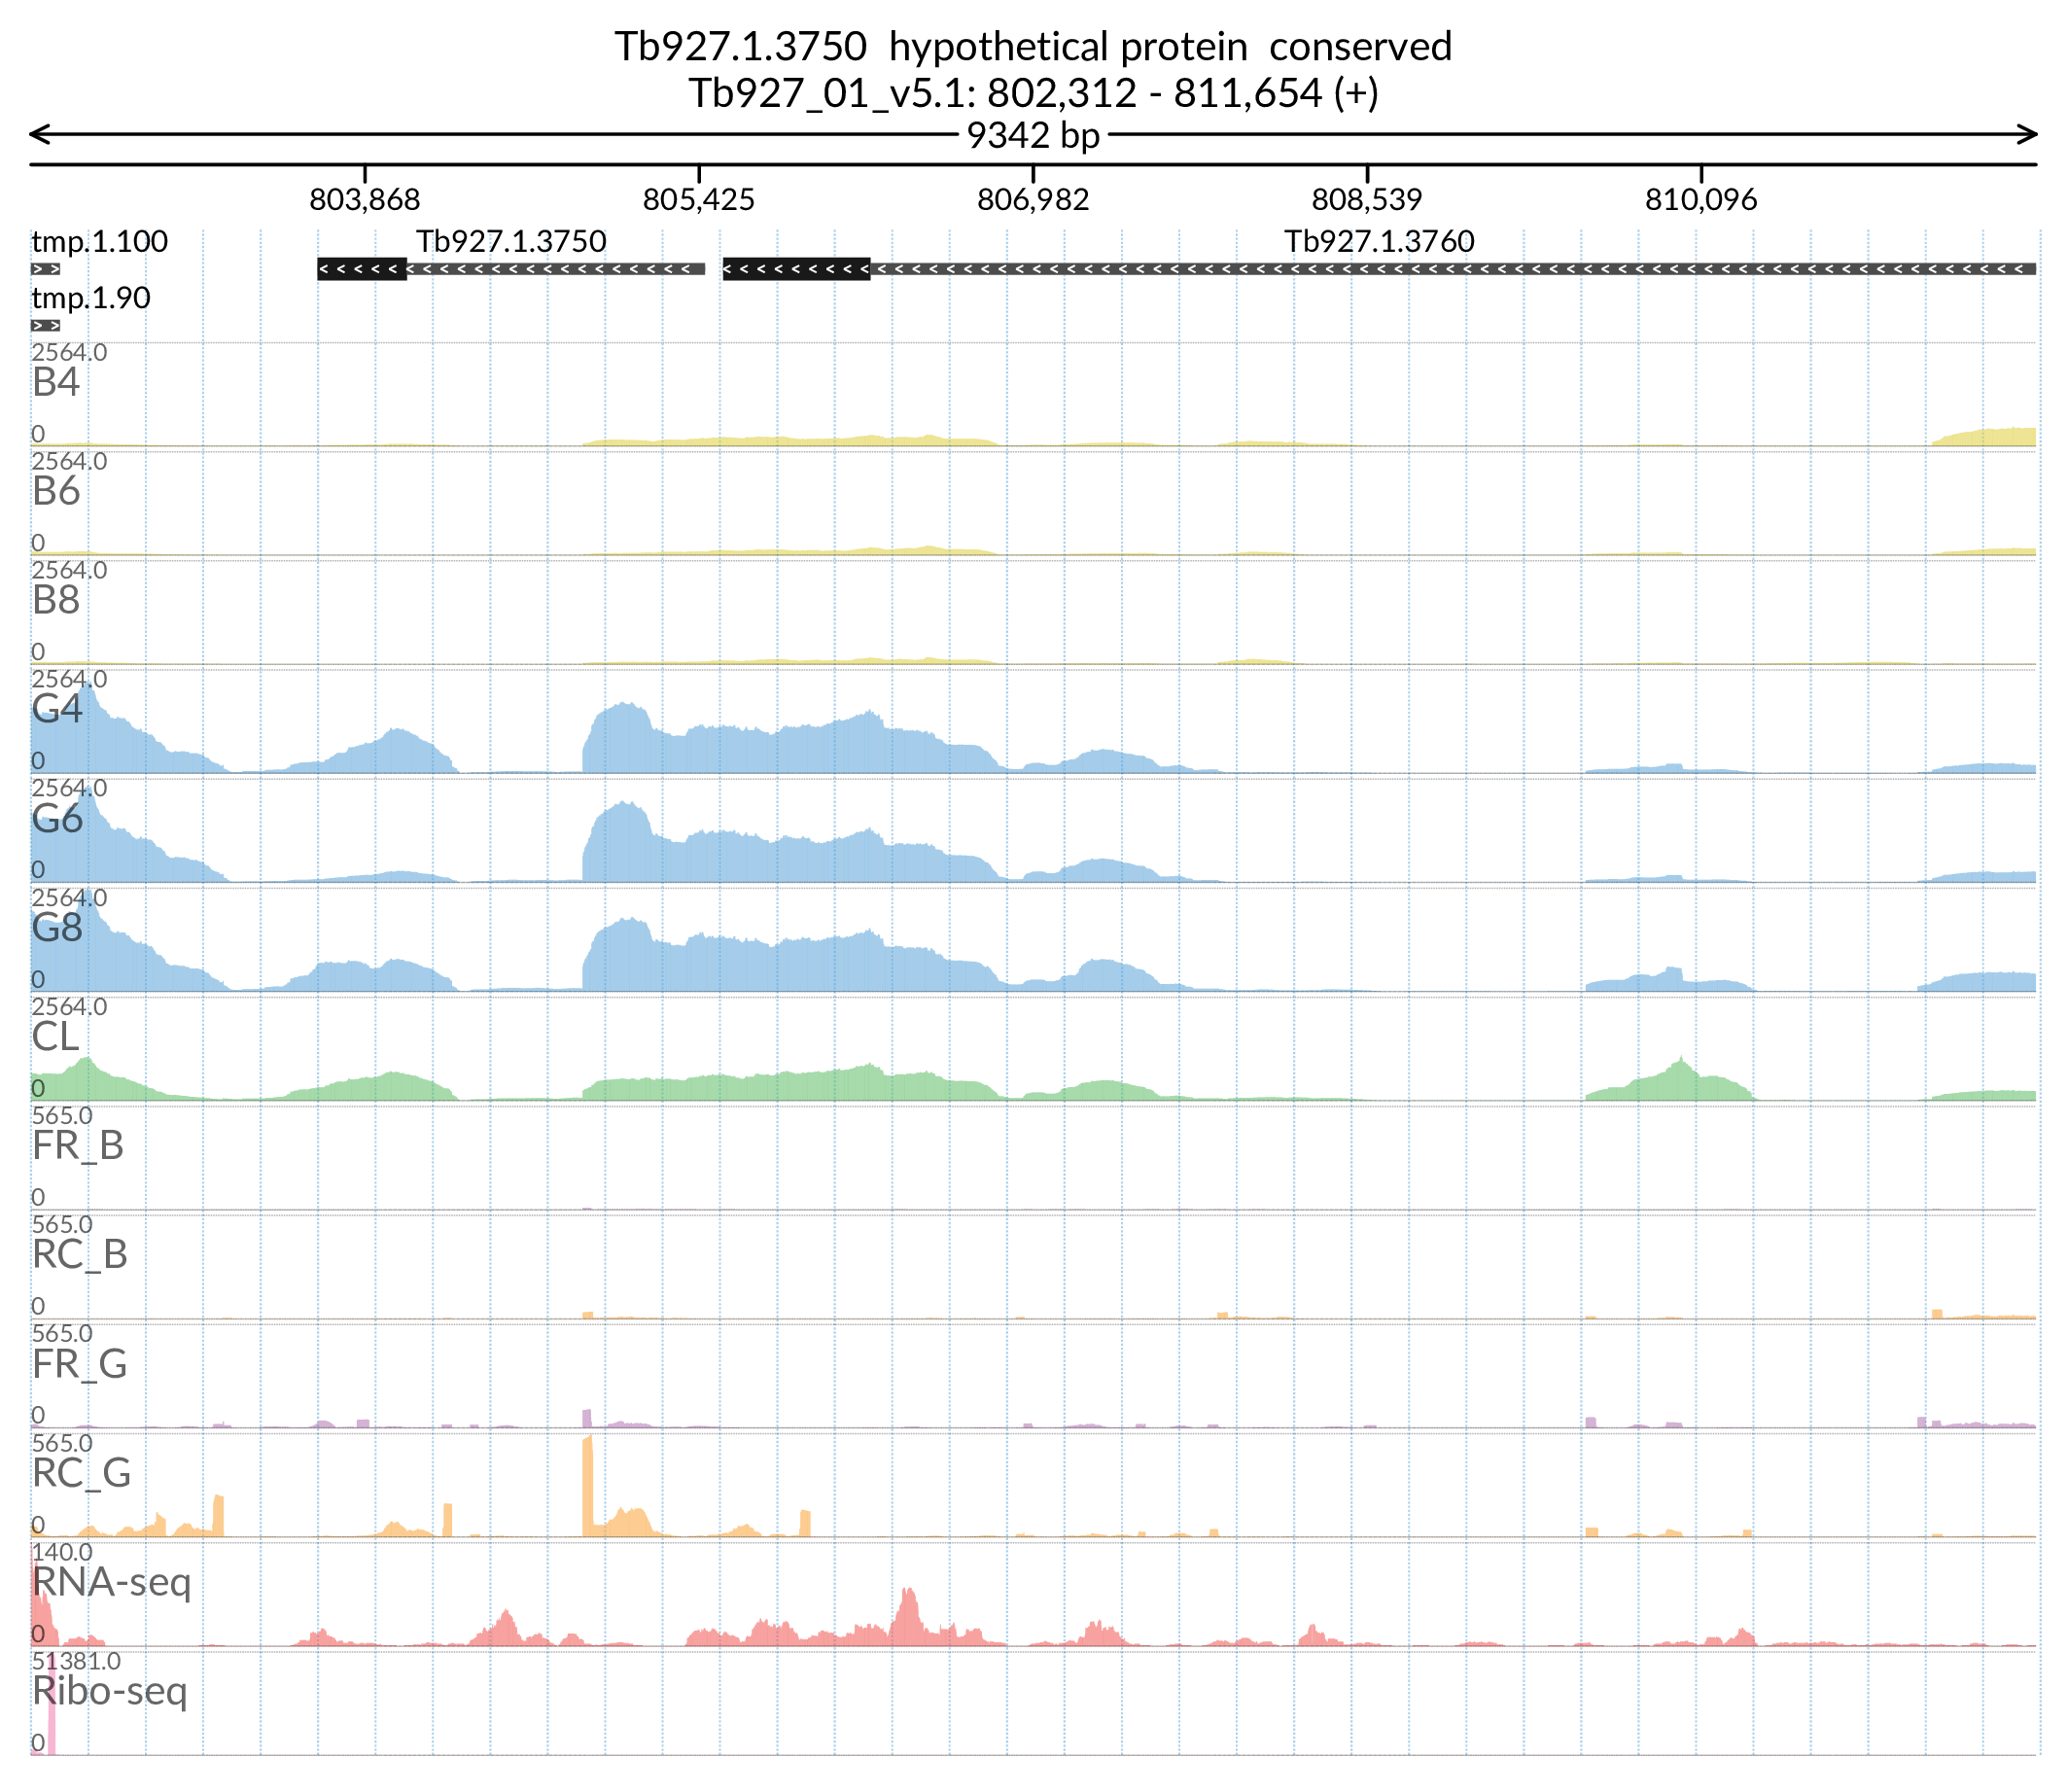 Tb927.1.3750  hypothetical protein  conserved
Tb927_01_v5.1: 802,312 - 811,654 (+)
9342 bp
803,868 805,425 806,982 808,539 810,096
tmp.1.100 Tb927.1.3750 Tb927.1.3760
tmp.1.90
2564.0
B4
0
2564.0
B6
0
2564.0
B8
0
2564.0
G4
0
2564.0
G6
0
2564.0
G8
0
2564.0
CL
0
565.0
FR_B
0
565.0
RC_B
0
565.0
FR_G
0
565.0
RC_G
0
140.0
RNA-seq
0
51381.0
Ribo-seq
0